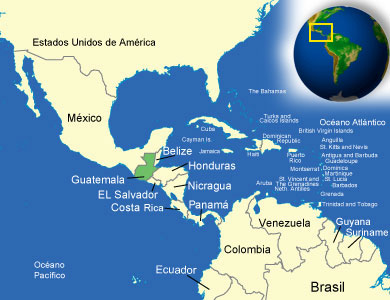 Estados Unidos de América
The Bahamas
México
Turks and
Caicos Islands
Océano Atlántico
British Virgin Islands
Cuba
Cayman is
Dominican
Republic
Anguilla
St. Kitts and Nevis
Belize
Jamaica
Haiti
Puerto
Rico
Antigua and Barbuda
Guadeloupe
Honduras
Montserrat
Dominica
Martinique
Guatemala
Nicragua
Aruba
St. Vincent and
The Grenadines
Neth. Antilles
St. Lucia
Barbados
EL Salvador
Grenada
Costa Rica
Panamá
Trinidad and Tobago
Venezuela
Guyana
Suriname
Colombia
Océano
Pacífico
Ecuador
Brasil